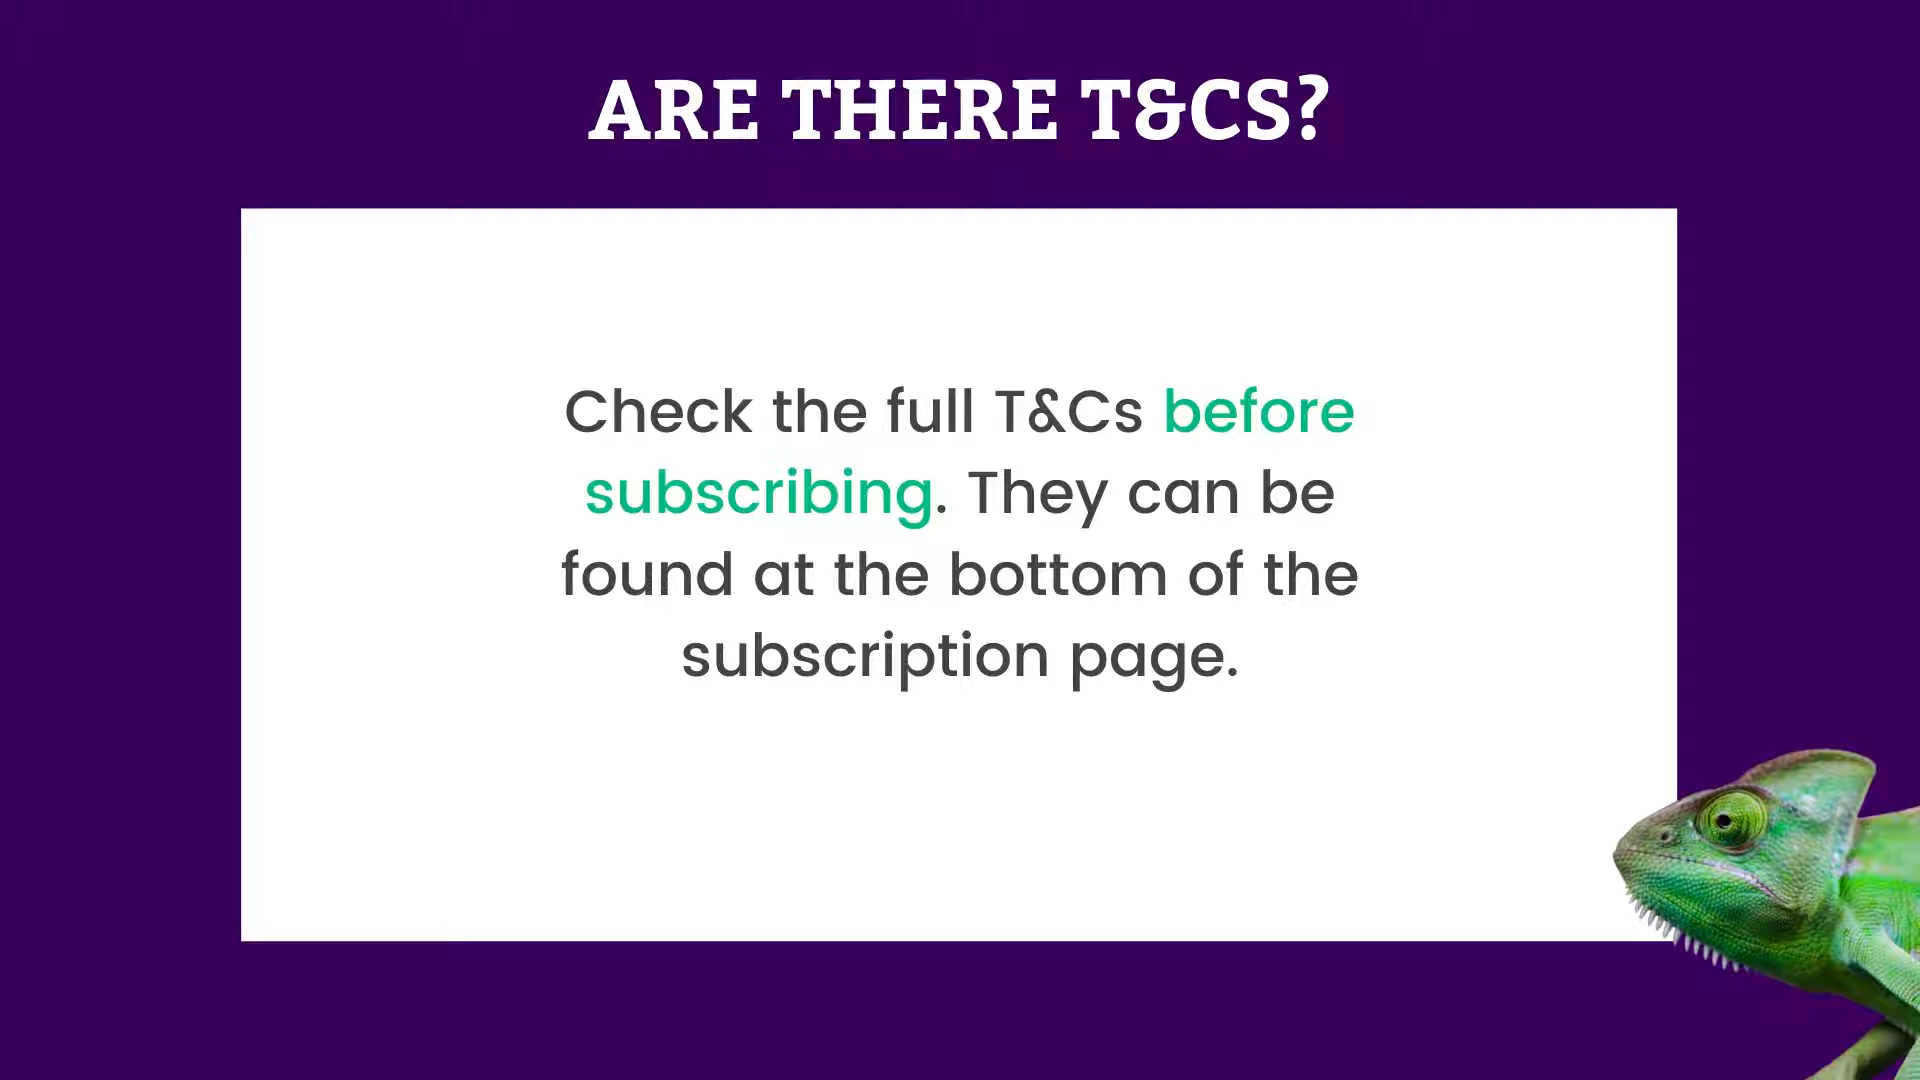 ARE THERE T&CS?
Check the full T&Cs before
subscribing. They can be
found at the bottom of the
subscription page.